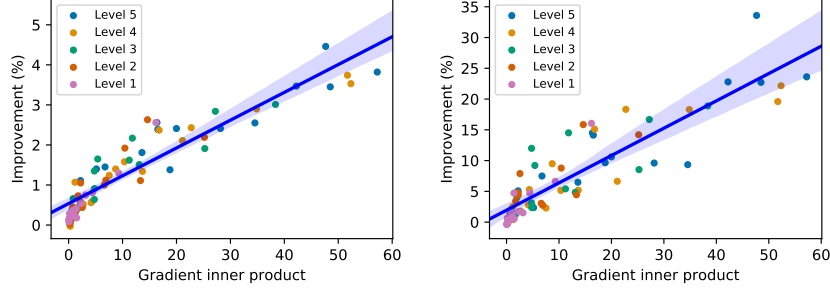 Improvement (%)
5
4
3
2
1
0
Level 5
Level 4
Level 3
Level 2
Level 1
0 10 20 30 40 50 60
Gradient inner product
Improvement (%)
35
30
25
20
15
10
5
0
Level 5
Level 4
Level 3
Level 2
Level 1
0 10 20 30 40 50 60
Gradient inner product